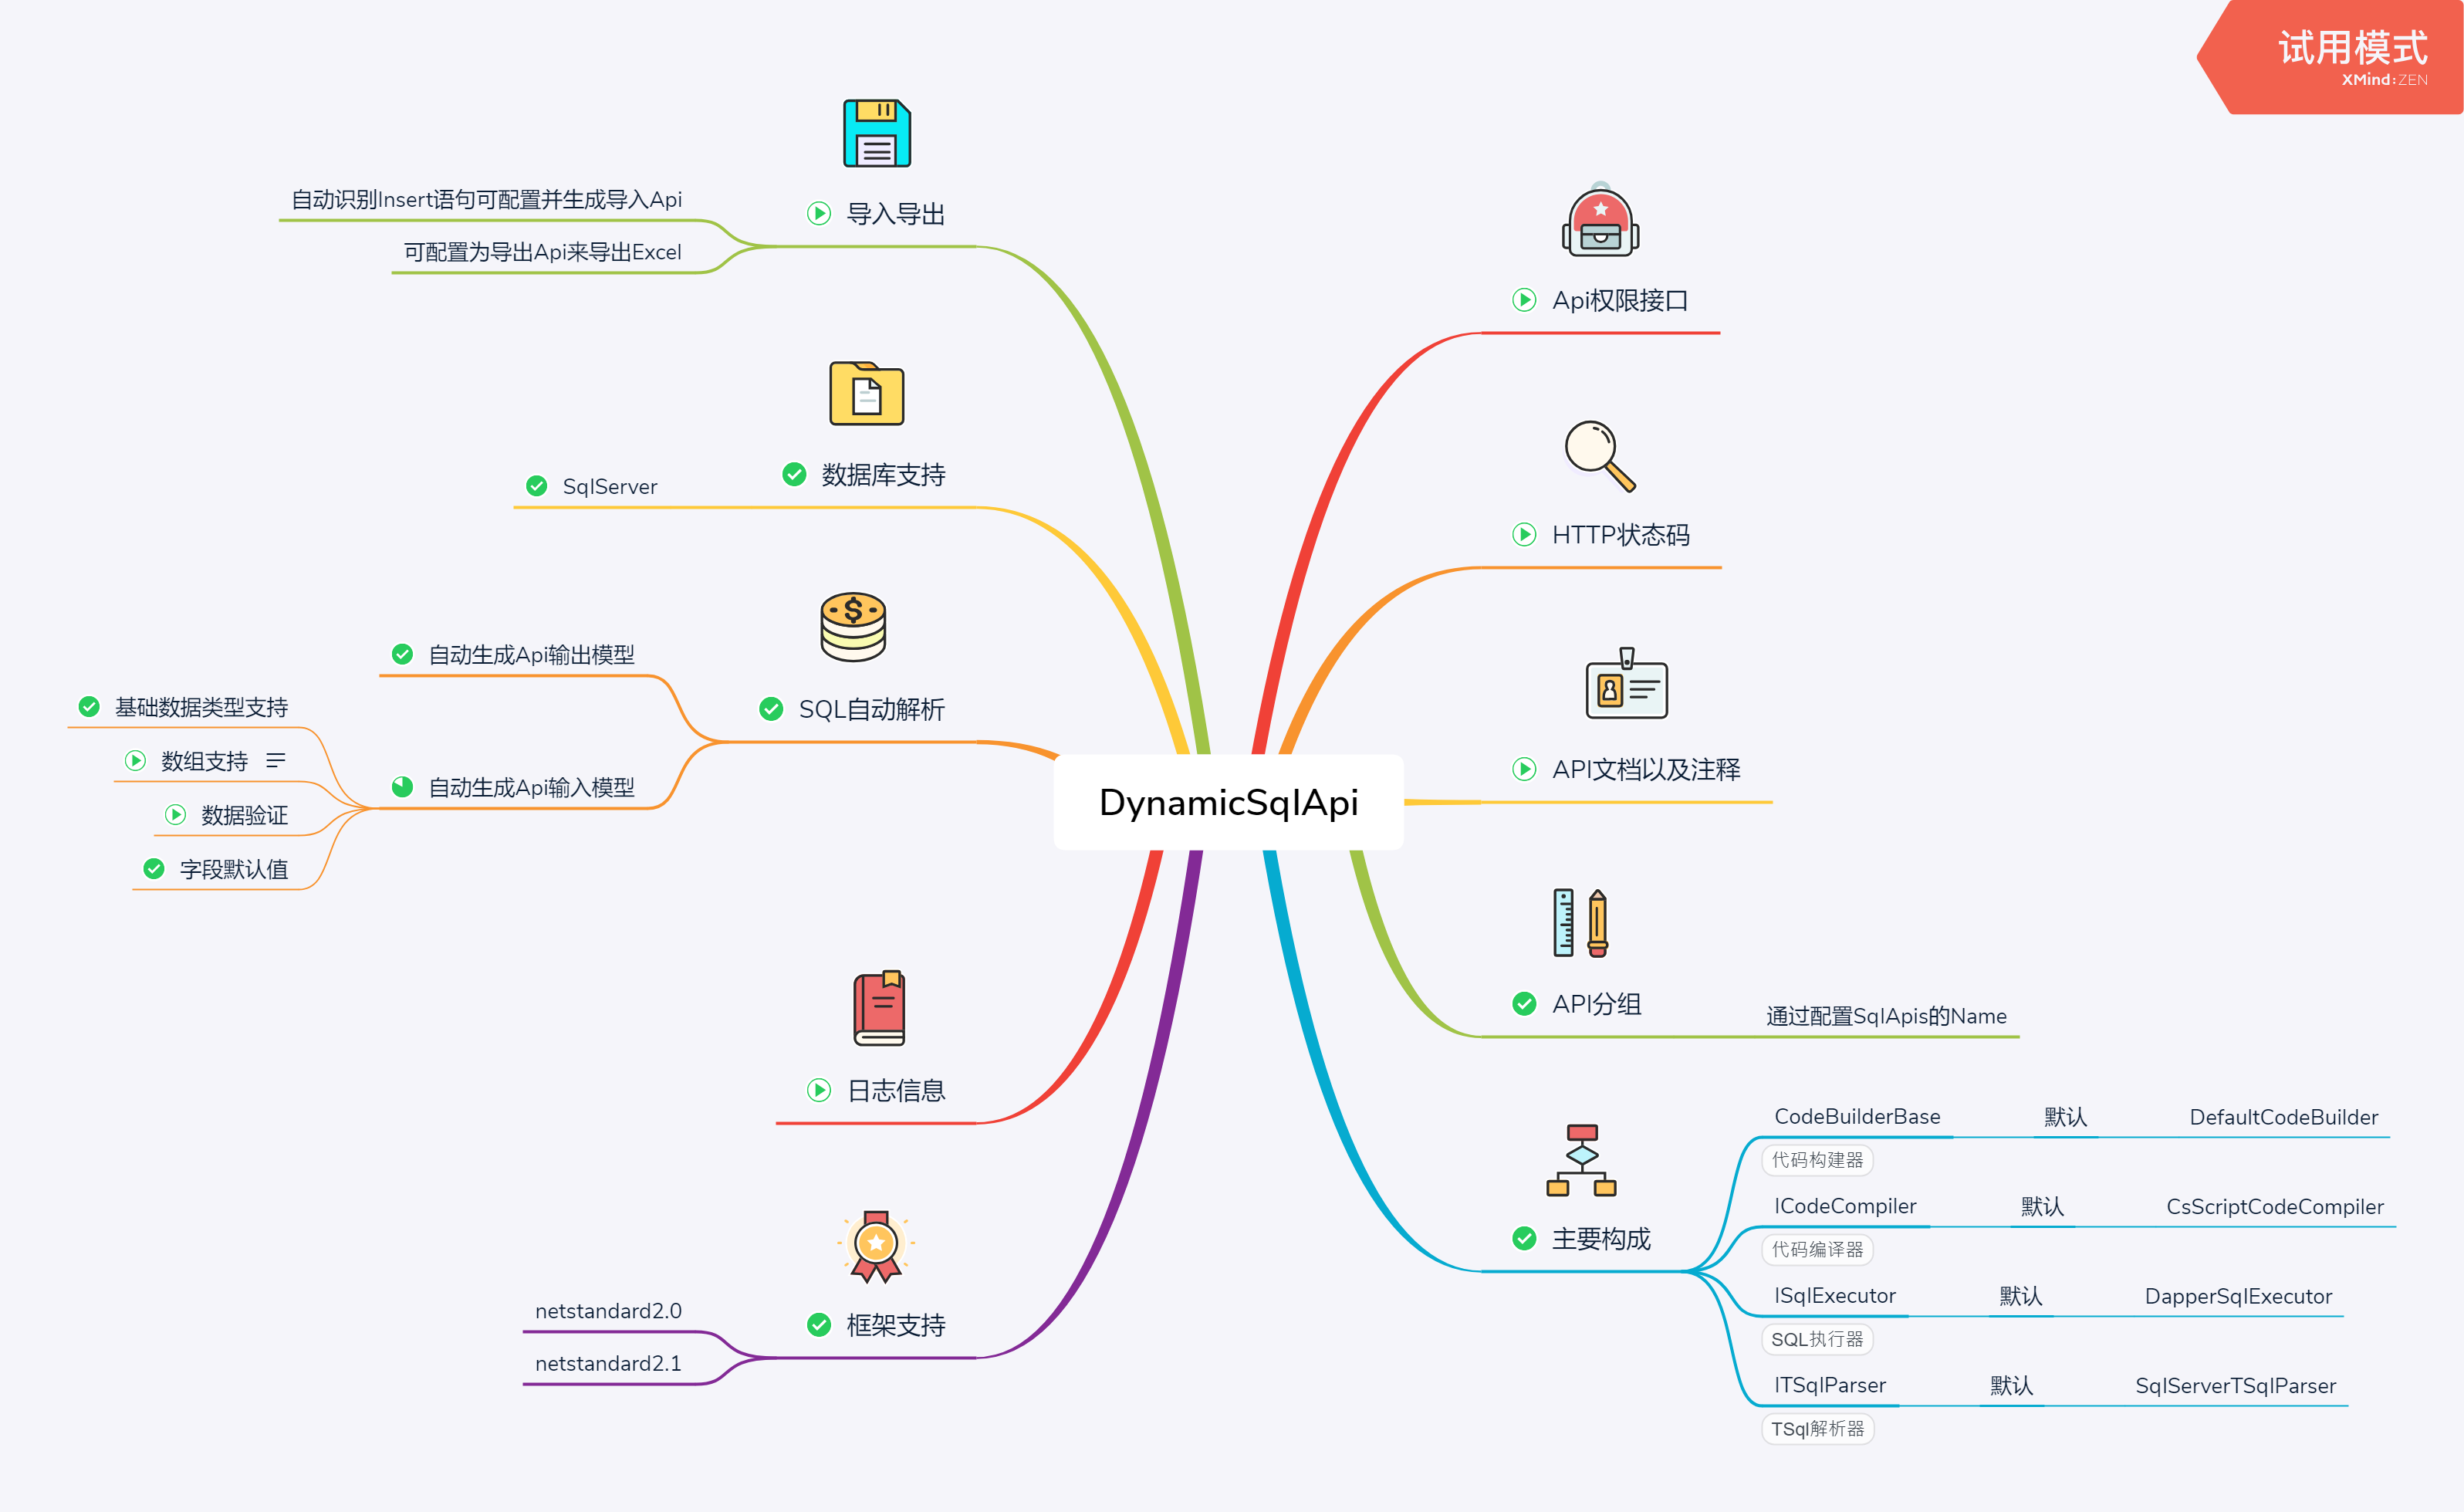 试用模式
XMind:ZEN
导入导出
自动识别Insert语句可配置并生成导入Api
可配置为导出Api来导出Excel
数据库支持
SqlServer
SQL自动解析
自动生成Api输出模型
自动生成Api输入模型
基础数据类型支持
数组支持
数据验证
字段默认值
日志信息
框架支持
netstandard2.0
netstandard2.1
DynamicSqlApi
Api权限接口
HTTP状态码
API文档以及注释
API分组
通过配置SqlApis的Name
主要构成
CodeBuilderBase
默认
DefaultCodeBuilder
代码构建器
ICodeCompiler
默认
CsScriptCodeCompiler
代码编译器
ISqlExecutor
默认
DapperSqlExecutor
SQL执行器
ITSqlParser
默认
SqlServerTSqlParser
TSql解析器